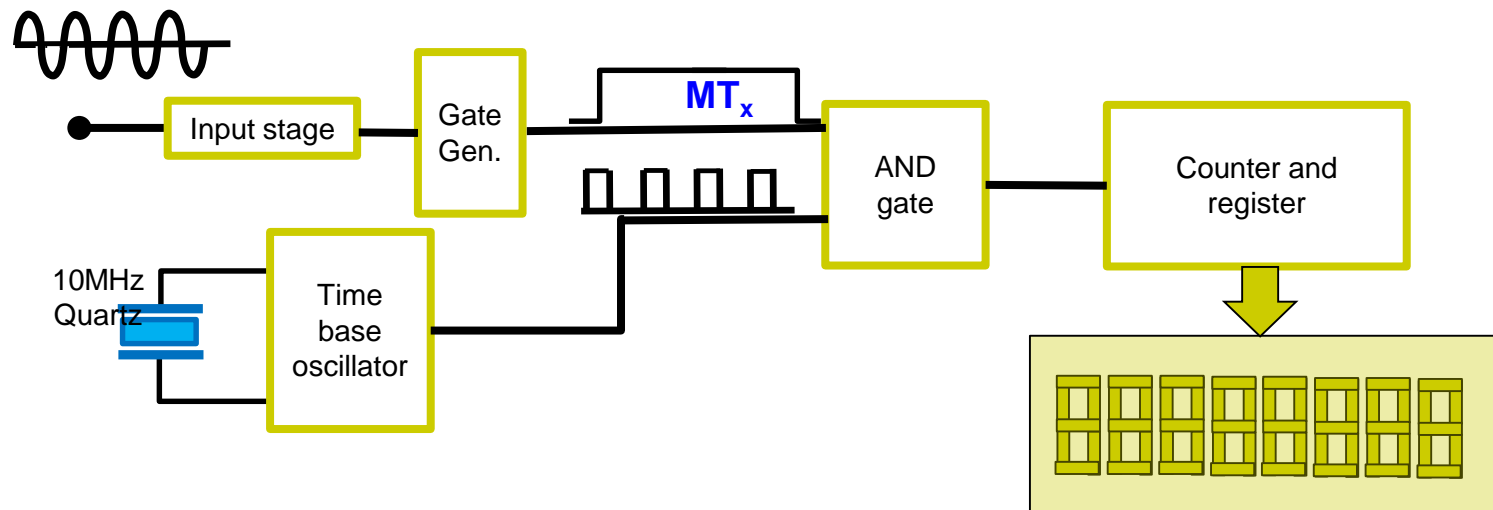 Input stage
Gate
Gen.
MTx
AND
gate
Counter and
register
10MHz
Quartz
Time
base
oscillator